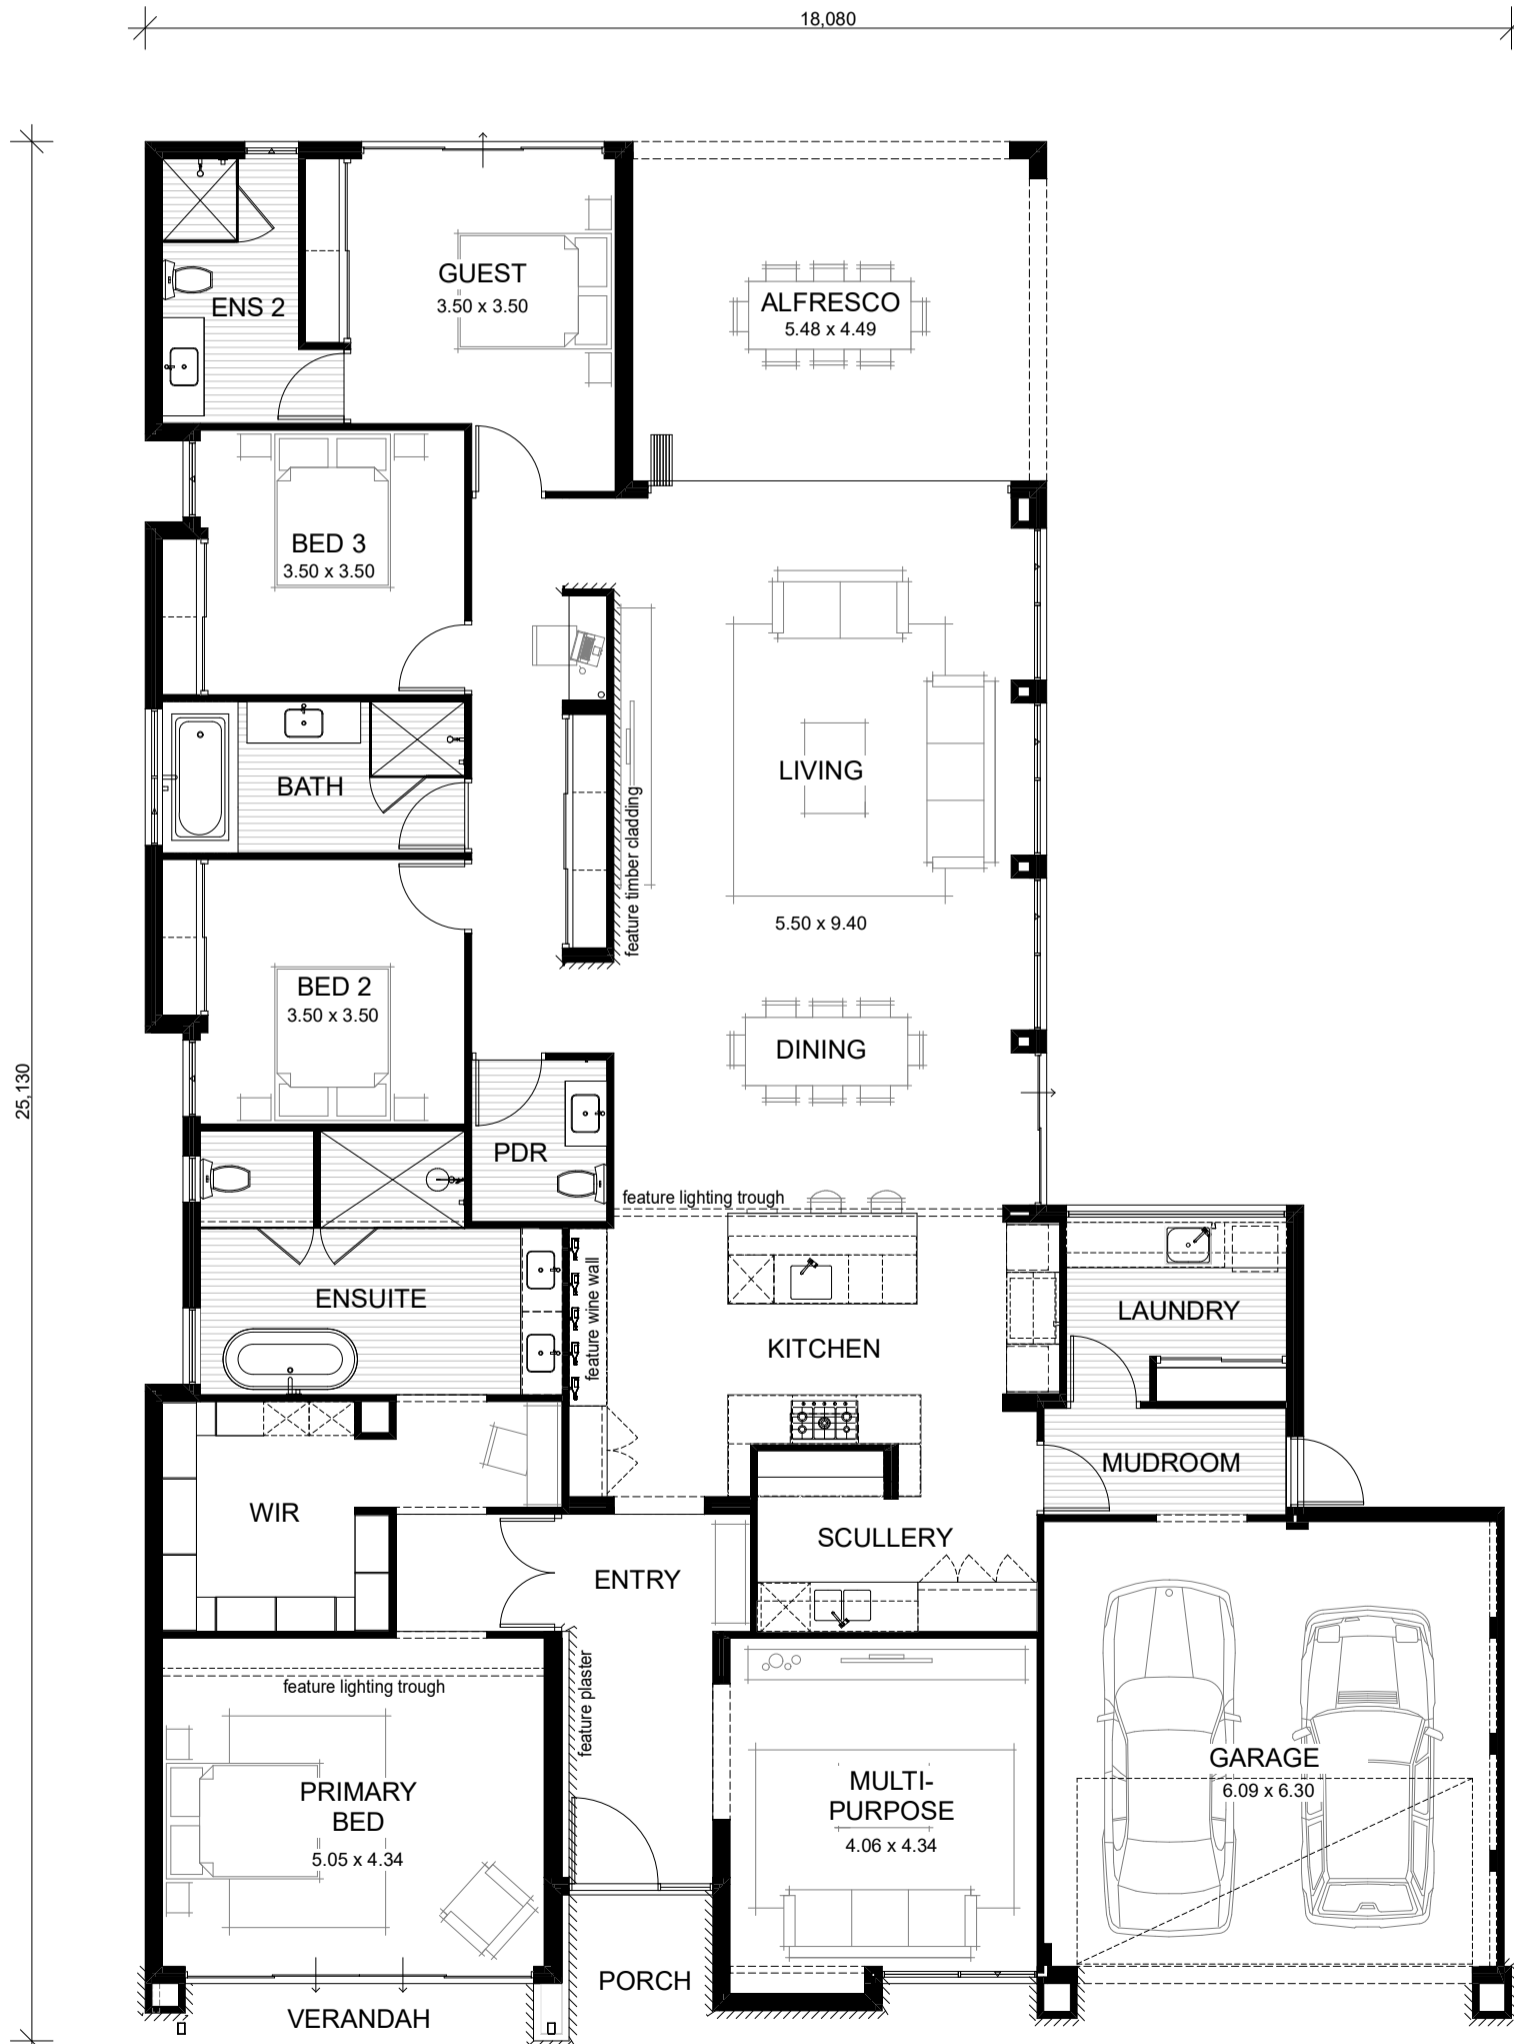 18,080
GUEST
3.50 x 3.50
ENS 2
ALFRESCO
5.48 x 4.49
BED 3
3.50 x 3.50
LIVING
BATH
feature timber cladding
5.50 x 9.40
BED 2
3.50 x 3.50
DINING
25,130
PDR
feature lighting trough
ENSUITE
feature wine wall
KITCHEN
LAUNDRY
MUDROOM
WIR
SCULLERY
ENTRY
feature lighting trough
feature plaster
PRIMARY
BED
5.05 x 4.34
MULTI-
PURPOSE
4.06 x 4.34
GARAGE
6.09 x 6.30
PORCH
VERANDAH